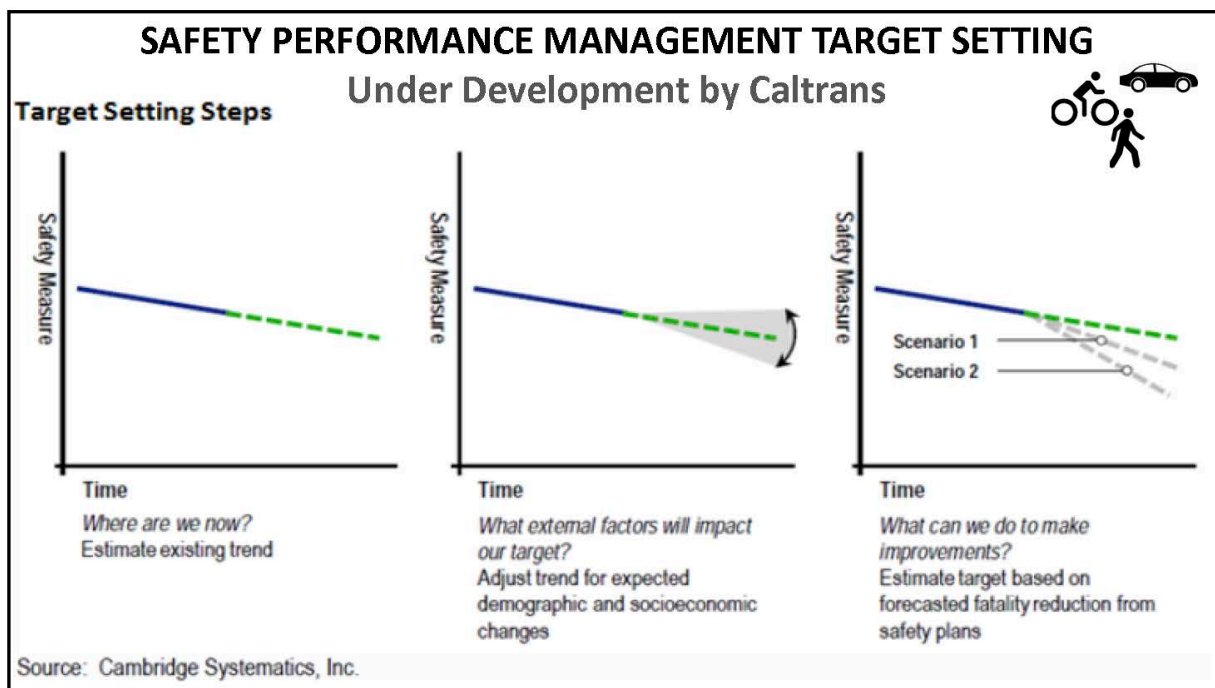 SAFETY PERFORMANCE MANAGEMENT TARGET SETTING
Under Development by Caltrans
Target Setting Steps
Safety Measure
Time
Where are we now?
Estimate existing trend
Safety Measure
Time
What external factors will impact
our target?
Adjust trend for expected
demographic and socioeconomic
changes
Safety Measure
Scenario 1
Scenario 2
Time
What can we do to make
improvements?
Estimate target based on
forecasted fatality reduction from
safety plans
Source: Cambridge Systematics, Inc.